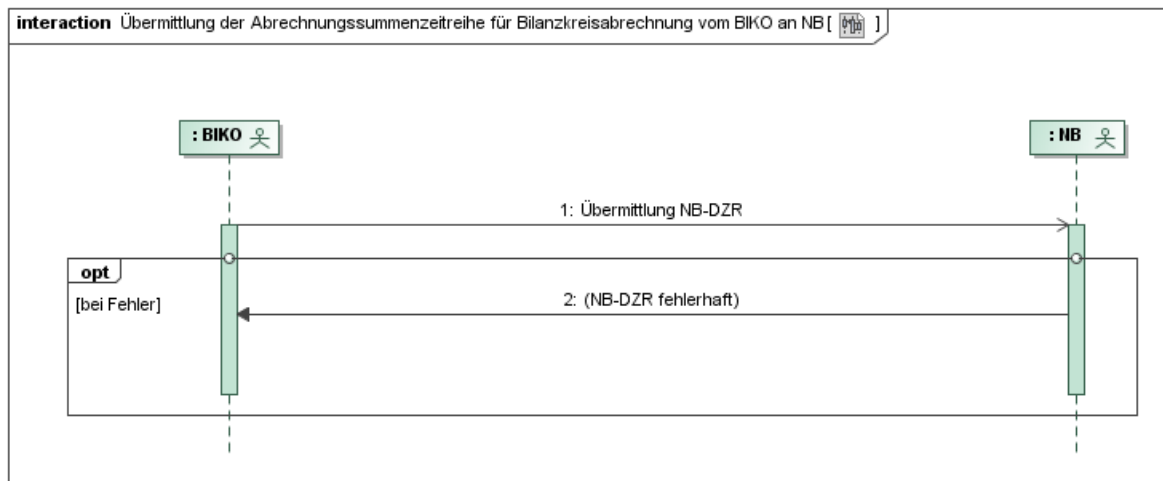 interaction Übermittlung der Abrechnungssummenzeitreihe für Bilanzkreisabrechnung vom BIKO an NB[ ]
: BIKO
: NB
1: Übermittlung NB-DZR
opt
[bei Fehler]
2: (NB-DZR fehlerhaft)